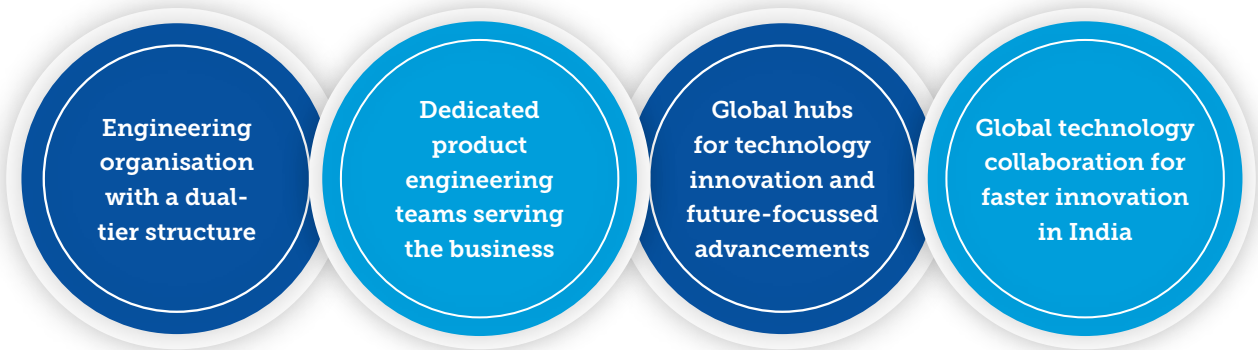 Engineering
organisation
with a dual-
tier structure
Dedicated
product
engineering
teams serving
the business
Global hubs
for technology
innovation and
future-focussed
advancements
Global technology
collaboration for
faster innovation
in India